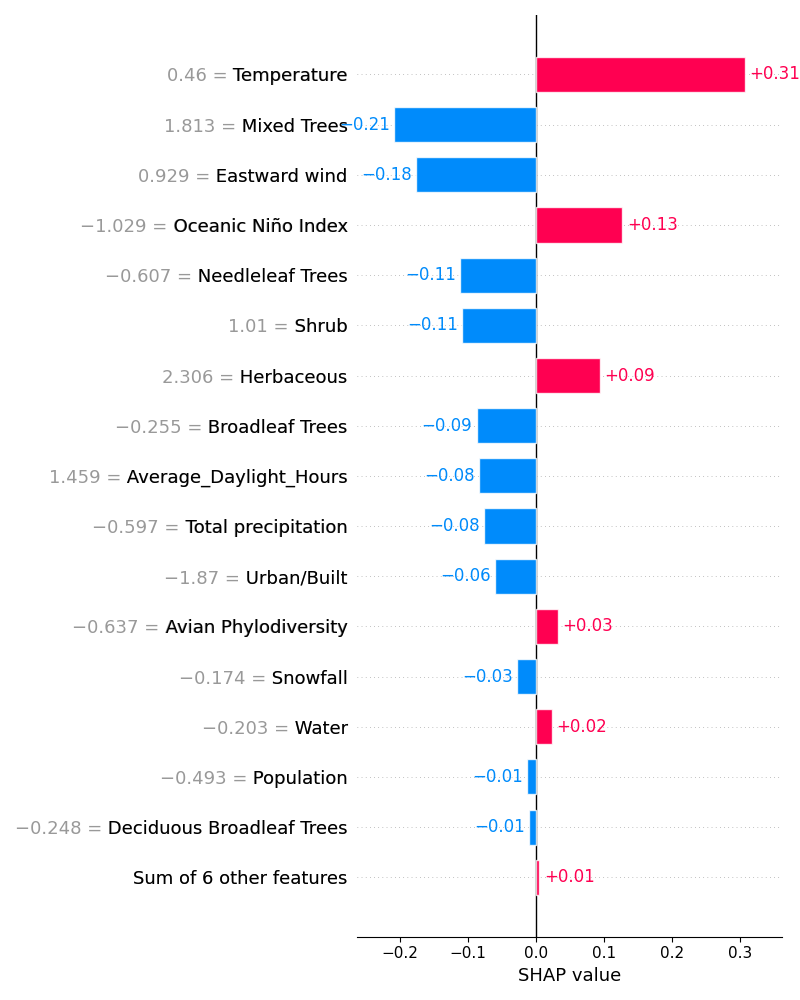 0.46 = Temperature +0.31
1.813 = Mixed Trees −0.21
0.929 = Eastward wind −0.18
−1.029 = Oceanic Niño Index +0.13
−0.607 = Needleleaf Trees −0.11
1.01 = Shrub −0.11
2.306 = Herbaceous +0.09
−0.255 = Broadleaf Trees −0.09
1.459 = Average_Daylight_Hours −0.08
−0.597 = Total precipitation −0.08
−1.87 = Urban/Built −0.06
−0.637 = Avian Phylodiversity +0.03
−0.174 = Snowfall −0.03
−0.203 = Water +0.02
−0.493 = Population −0.01
−0.248 = Deciduous Broadleaf Trees −0.01
Sum of 6 other features +0.01
−0.2 −0.1 0.0 0.1 0.2 0.3
SHAP value